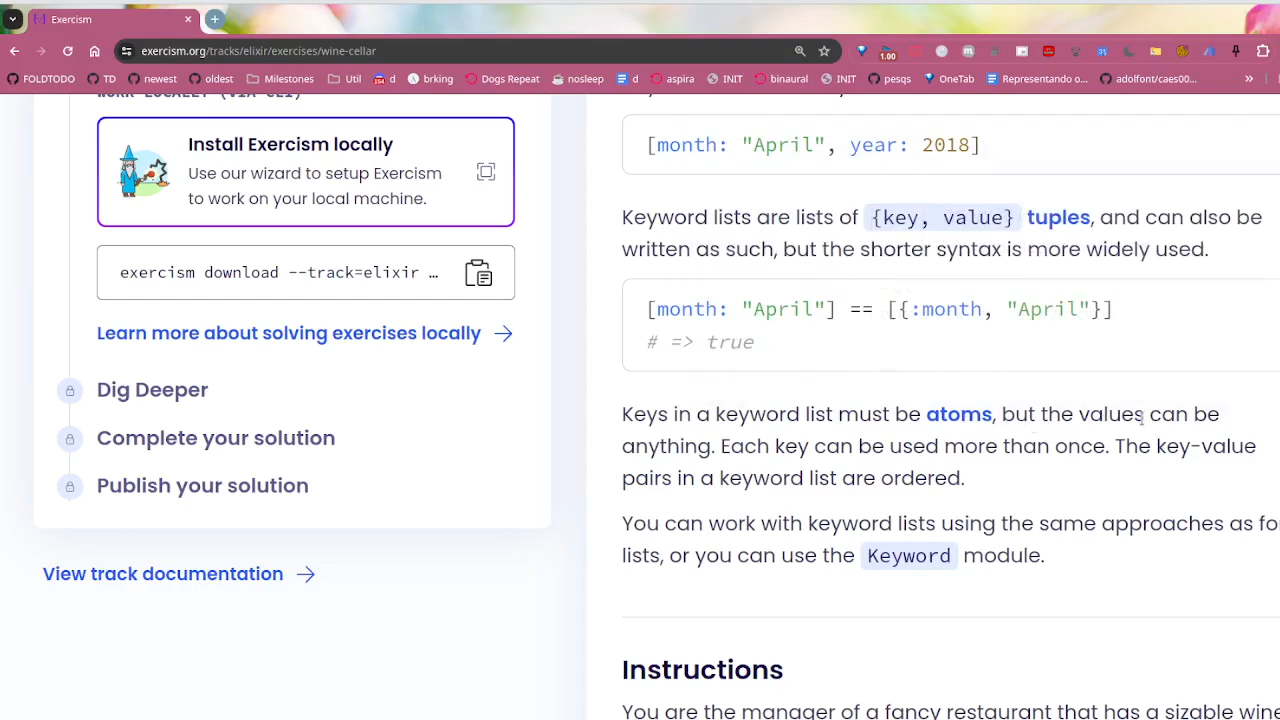 Exercism
exercism.org/tracks/elixir/exercises/wine-cellar
1.00
31
FOLDTODO
TD
newest
oldest
Milestones
Util
d
brking
Dogs Repeat
nosleep
d
aspira
INIT
binaural
INIT
pesqs
OneTab
Representando o...
adolfont/caes00...
»
WORK LOCALLY (VIA CLI)
Install Exercism locally
Use our wizard to setup Exercism
to work on your local machine.
exercism download --track=elixir …
Learn more about solving exercises locally
Dig Deeper
Complete your solution
Publish your solution
View track documentation
[month: "April", year: 2018]
Keyword lists are lists of {key, value} tuples, and can also be
written as such, but the shorter syntax is more widely used.
[month: "April"] == [{:month, "April"}]
# => true
Keys in a keyword list must be atoms, but the values can be
anything. Each key can be used more than once. The key-value
pairs in a keyword list are ordered.
You can work with keyword lists using the same approaches as fo
lists, or you can use the Keyword module.
Instructions
You are the manager of a fancy restaurant that has a sizable wine